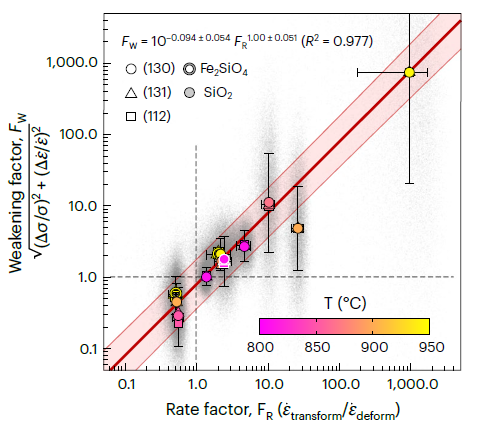 F_W = 10^−0.094 ± 0.054 F_R^1.00 ± 0.051 (R² = 0.977)
(130) Fe₂SiO₄
(131) SiO₂
(112)
Weakening factor, F_W
√(Δσ/σ)² + (Δε̇/ε̇)²
1,000.0
100.0
10.0
1.0
0.1
T (°C)
800 850 900 950
0.1 1.0 10.0 100.0 1,000.0
Rate factor, F_R (ε̇_transform/ε̇_deform)